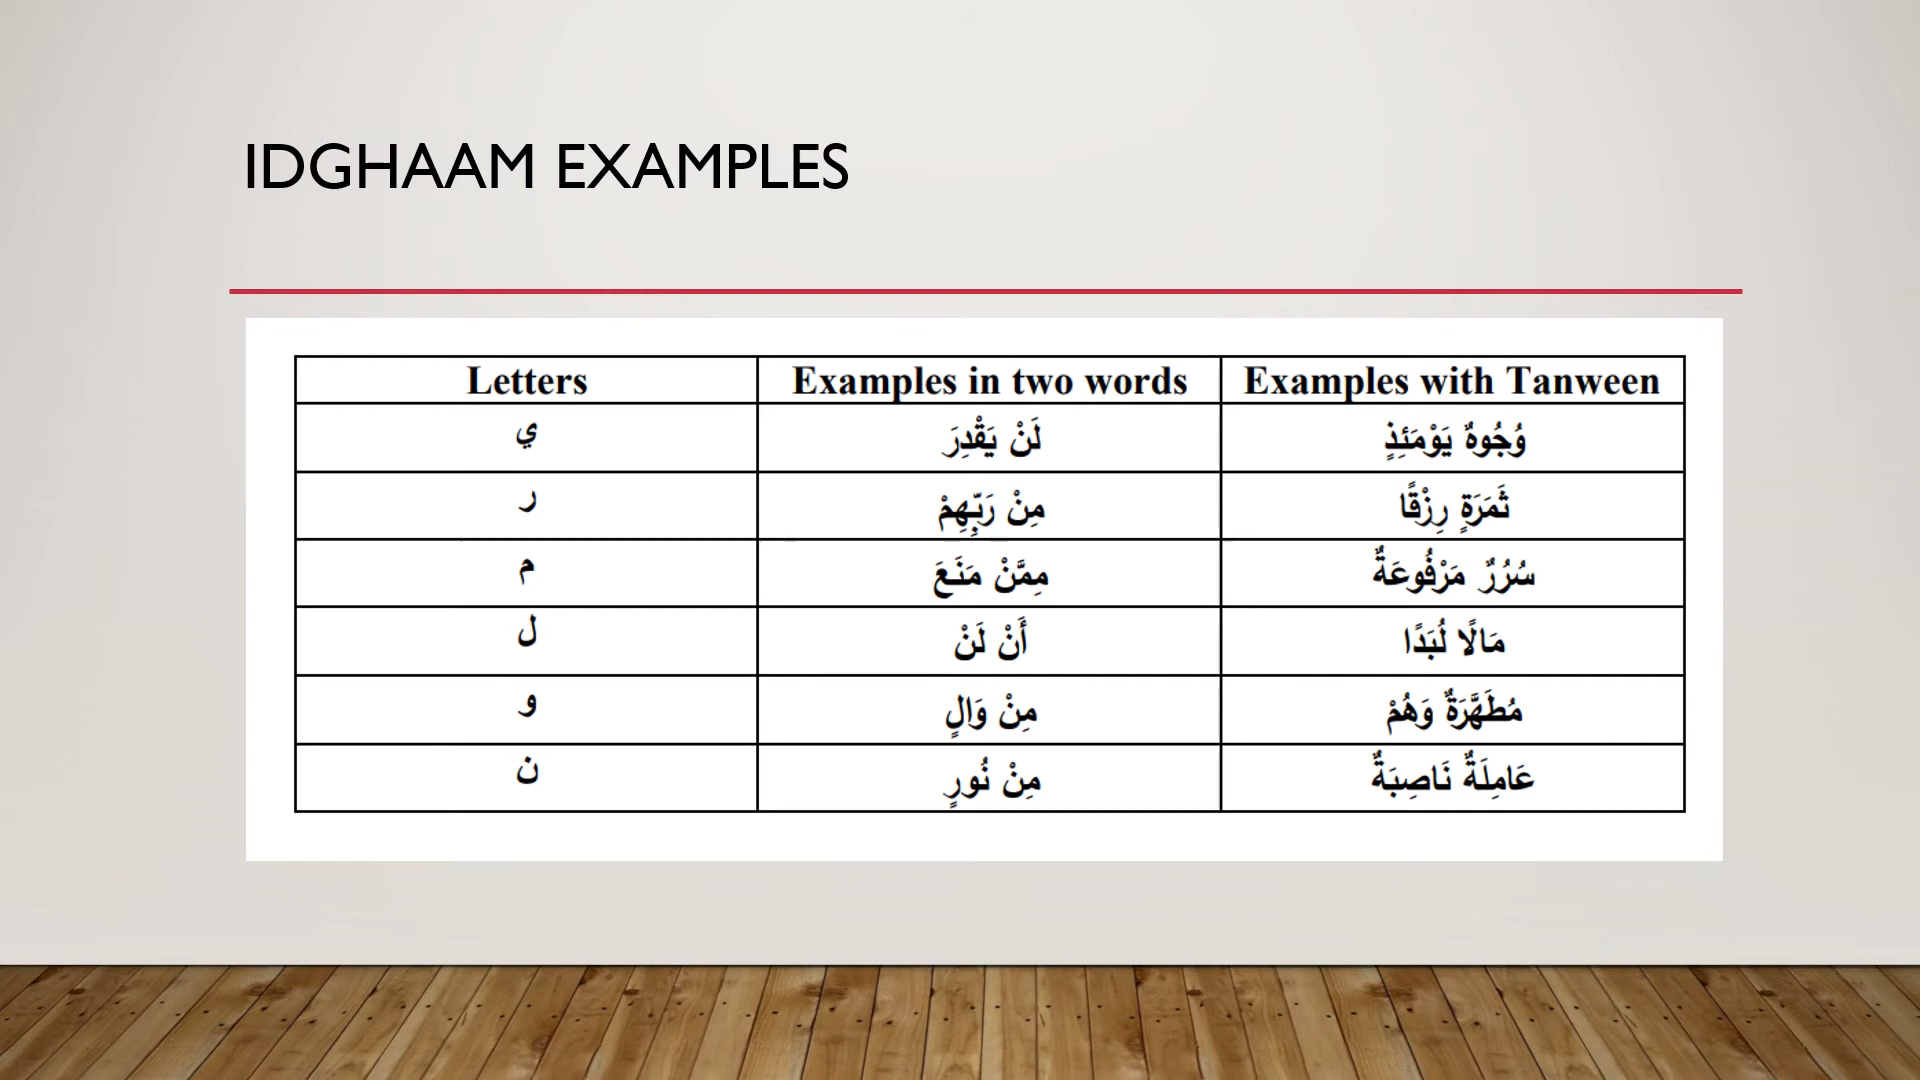 IDGHAAM EXAMPLES
Letters Examples in two words Examples with Tanween
ي لَنْ يَقْدِرَ وُجُوهٌ يَوْمَئِذٍ
ر مِنْ رَبِّهِمْ ثَمَرَةٍ رِزْقًا
م مِمَّنْ مَنَعَ سُرُرٌ مَرْفُوعَةٌ
ل أَنْ لَنْ مَالًا لُبَدًا
و مِنْ وَالٍ مُطَهَّرَةٌ وَهُمْ
ن مِنْ نُورٍ عَامِلَةٌ نَاصِبَةٌ